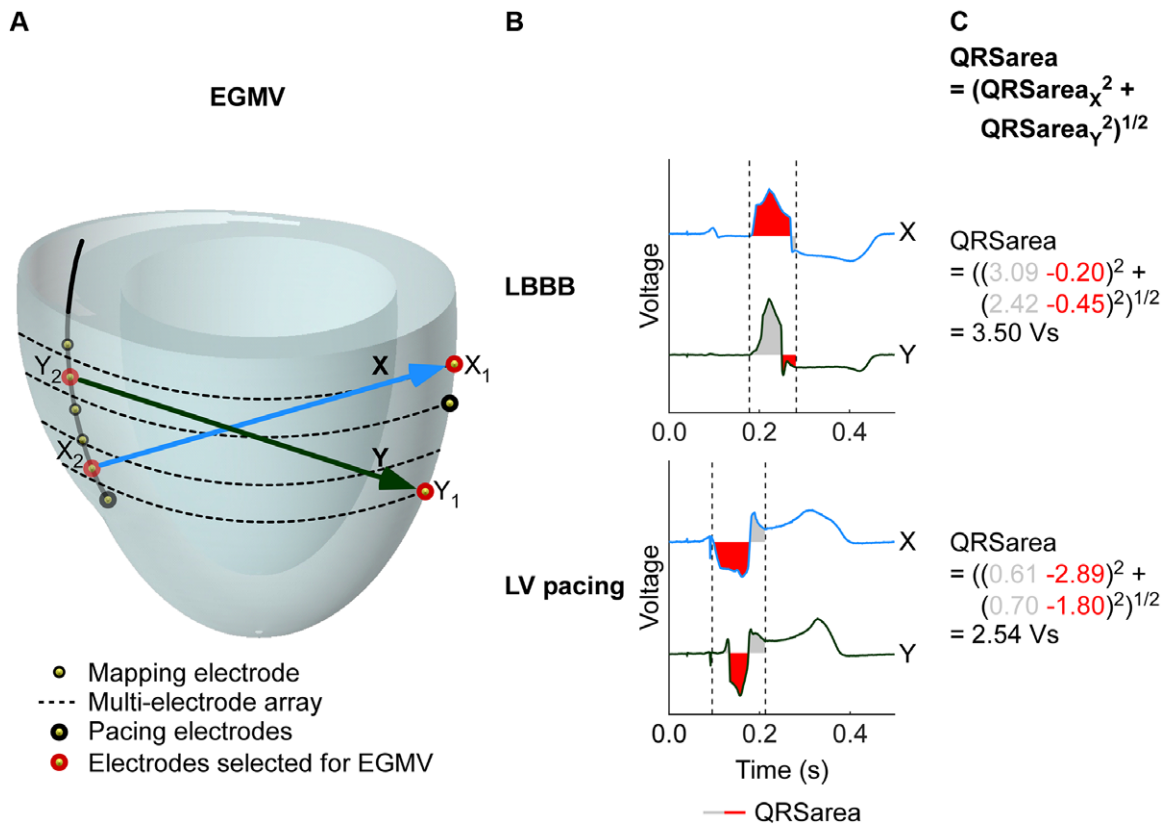 A
B
C
EGMV
QRSarea
= (QRSareaX² +
QRSareaY²)¹/²
Y₂
X₂
X
X₁
Y
Y₁
Mapping electrode
Multi-electrode array
Pacing electrodes
Electrodes selected for EGMV
LBBB
Voltage
X
Y
0.0 0.2 0.4
QRSarea
= ((3.09 -0.20)² +
(2.42 -0.45)²)¹/²
= 3.50 Vs
LV pacing
Voltage
X
Y
0.0 0.2 0.4
Time (s)
QRSarea
QRSarea
= ((0.61 -2.89)² +
(0.70 -1.80)²)¹/²
= 2.54 Vs